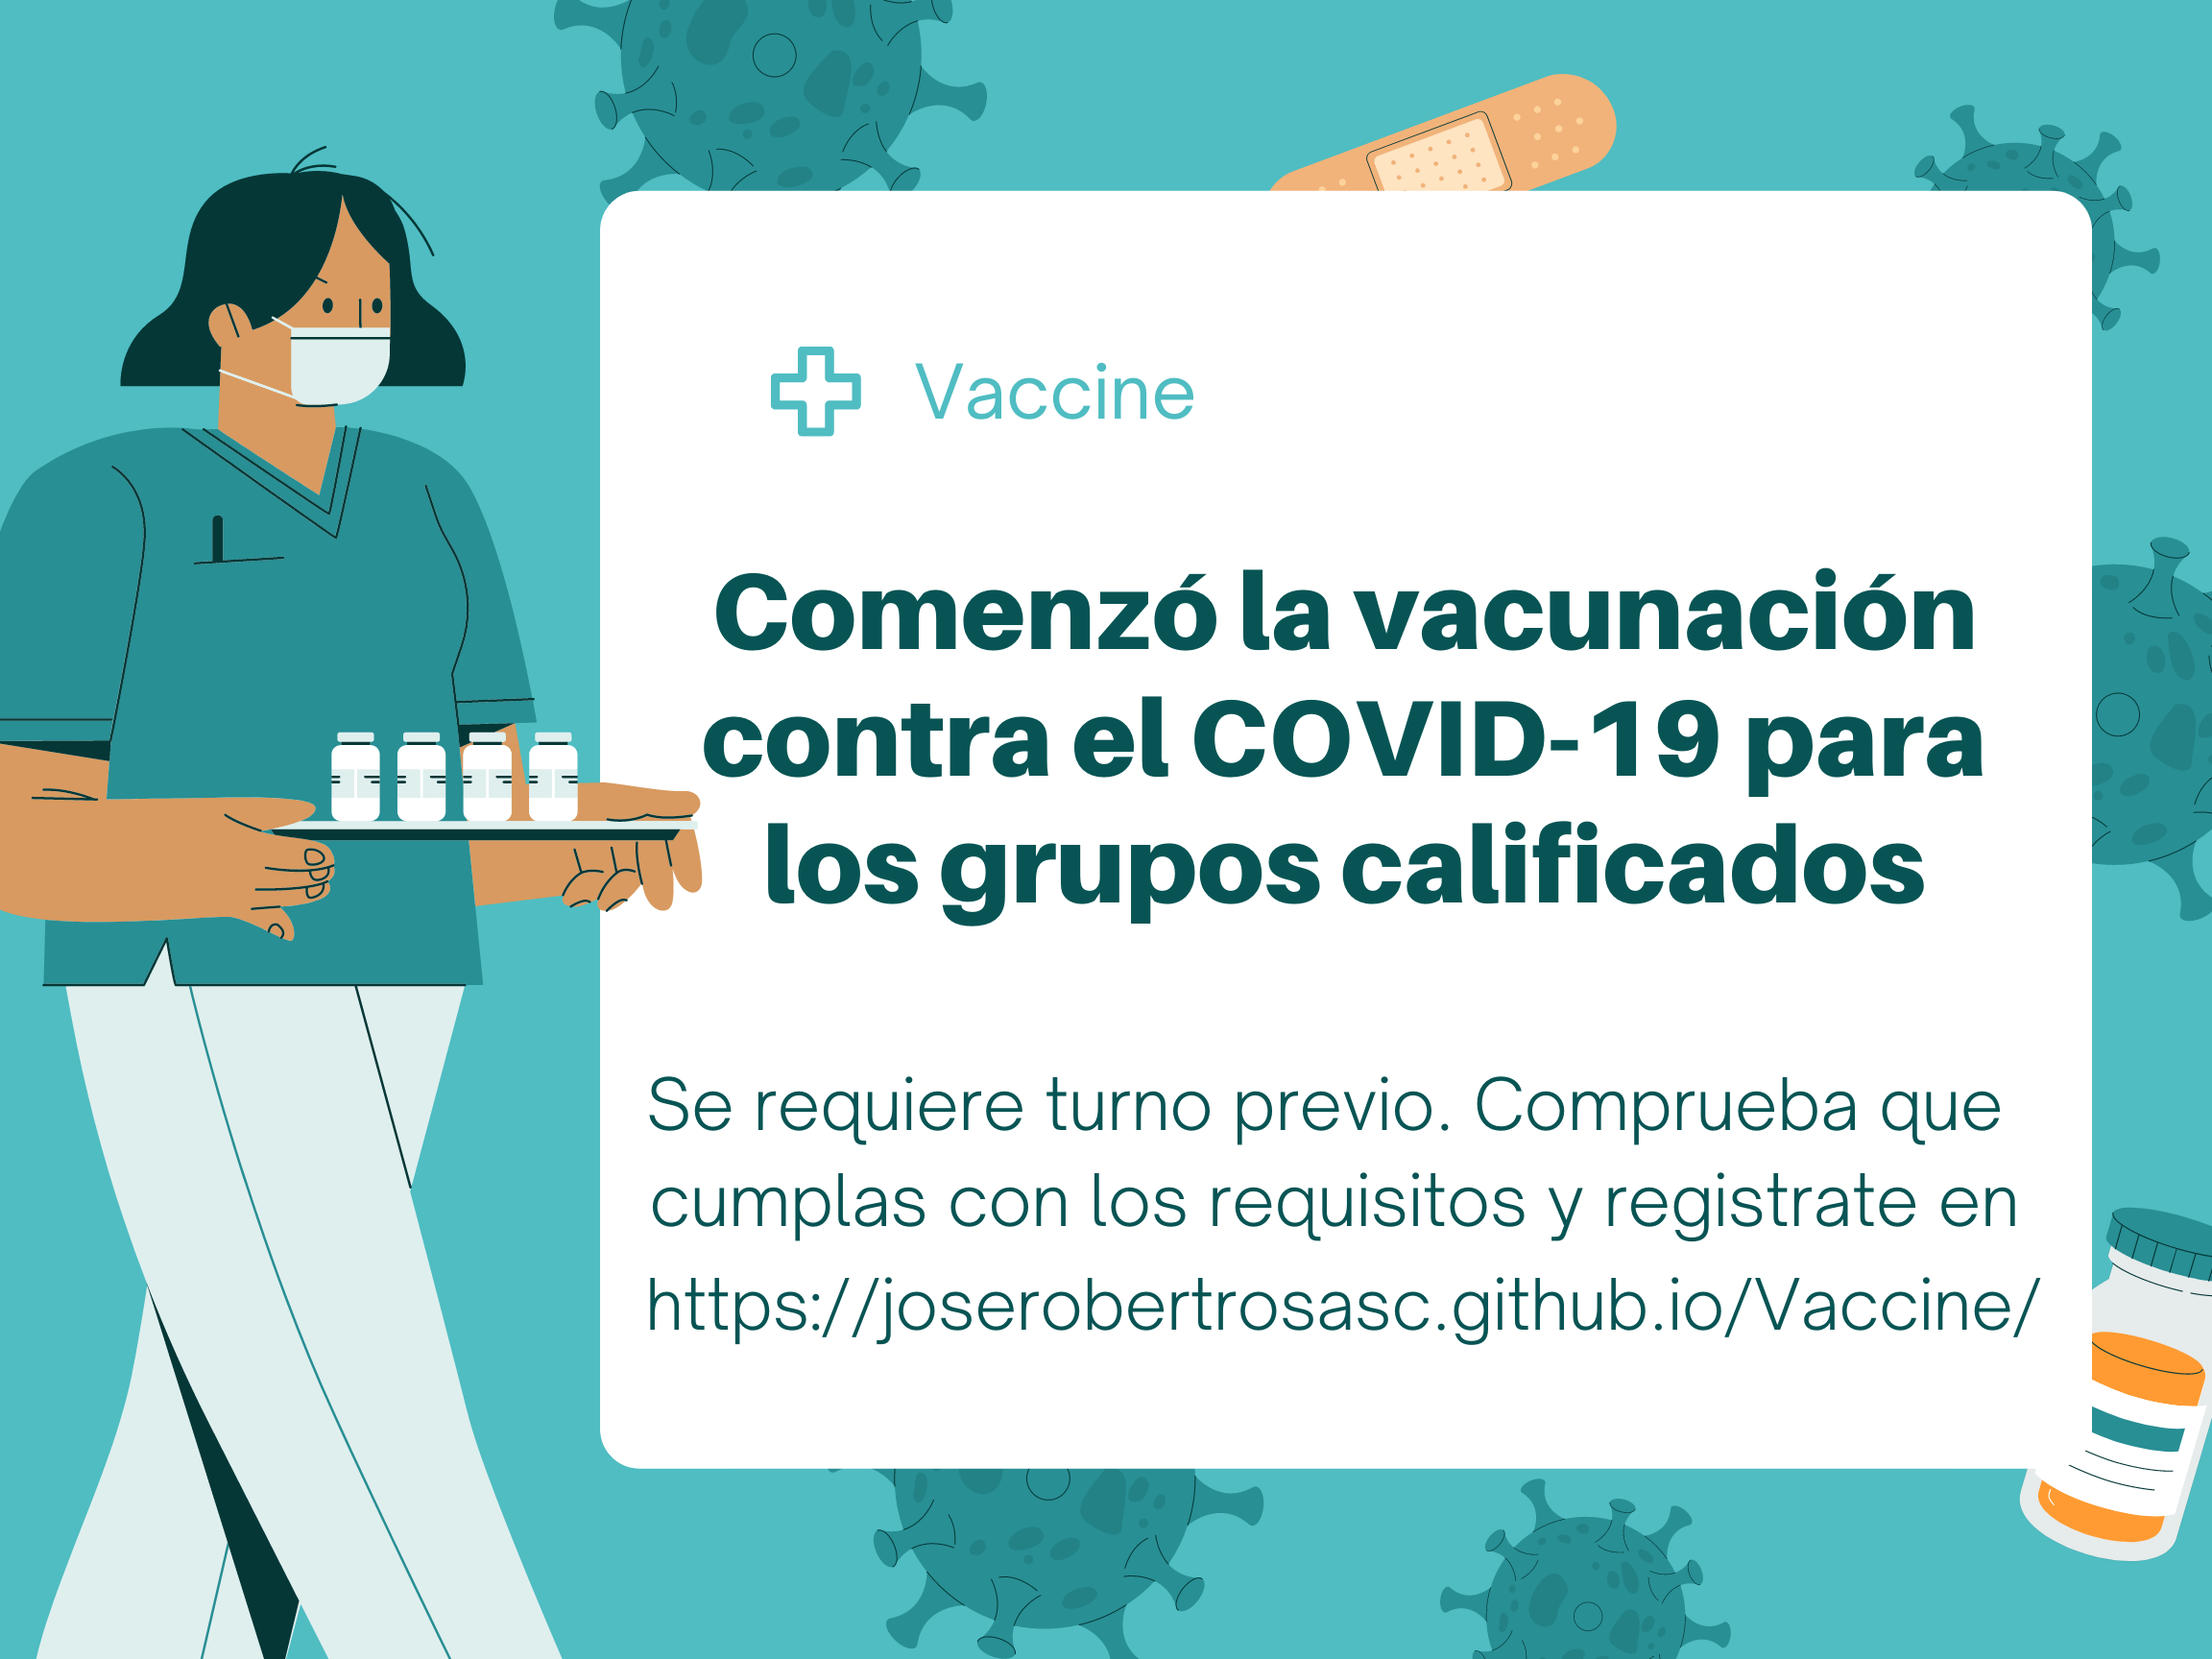 Vaccine
Comenzó la vacunación
contra el COVID-19 para
los grupos calificados
Se requiere turno previo. Comprueba que
cumplas con los requisitos y registrate en
https://joserobertrosasc.github.io/Vaccine/